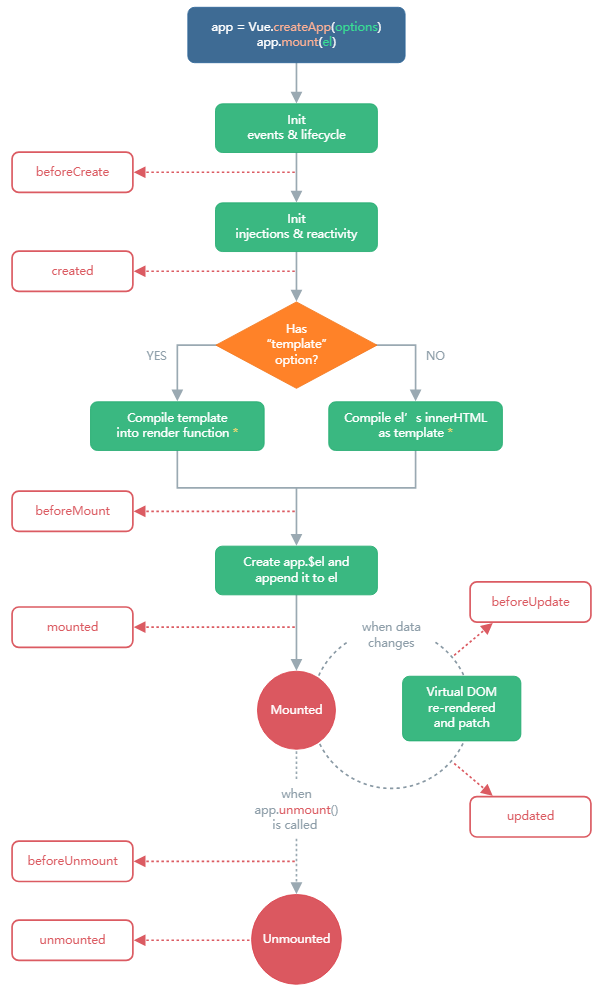 app = Vue.createApp(options)
app.mount(el)
Init
events & lifecycle
beforeCreate
Init
injections & reactivity
created
Has
“template”
option?
YES
NO
Compile template
into render function *
Compile el’s innerHTML
as template *
beforeMount
Create app.$el and
append it to el
beforeUpdate
mounted
when data
changes
Mounted
Virtual DOM
re-rendered
and patch
when
app.unmount()
is called
updated
beforeUnmount
unmounted
Unmounted